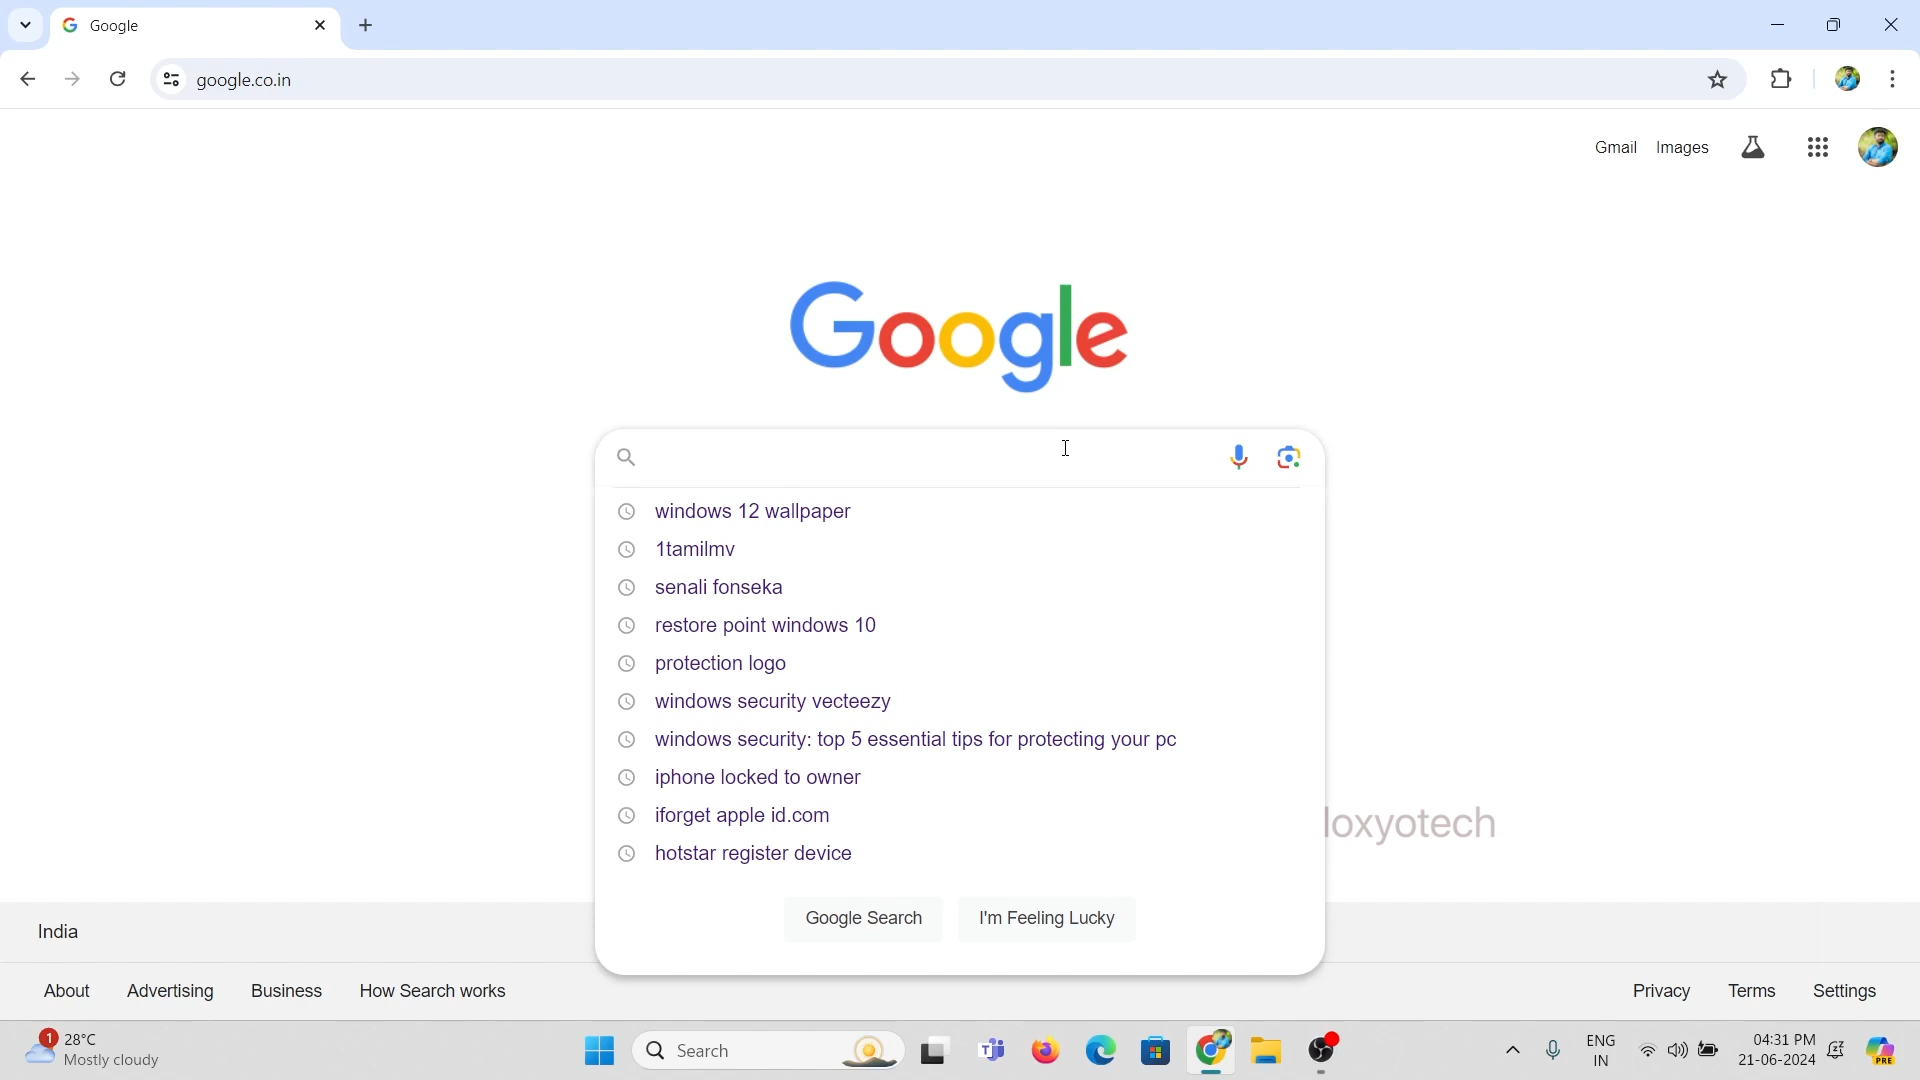 Google
google.co.in
Gmail Images
Google
windows 12 wallpaper
1tamilmv
senali fonseka
restore point windows 10
protection logo
windows security vecteezy
windows security: top 5 essential tips for protecting your pc
iphone locked to owner
iforget apple id.com
hotstar register device
loxyotech
Google Search I'm Feeling Lucky
India
About Advertising Business How Search works Privacy Terms Settings
1 28°C
Mostly cloudy
Search
ENG
IN
04:31 PM
21-06-2024
PRE